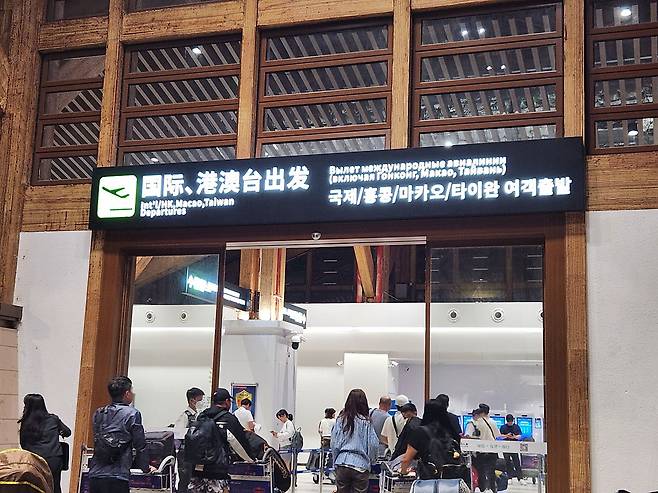 国际、港澳台出发
Int'l/HK,Macao,Taiwan
Departures
Вылет международные авиалинии
(включая Гонконг, Макао, Тайвань)
국제/홍콩/마카오/타이완 여객출발